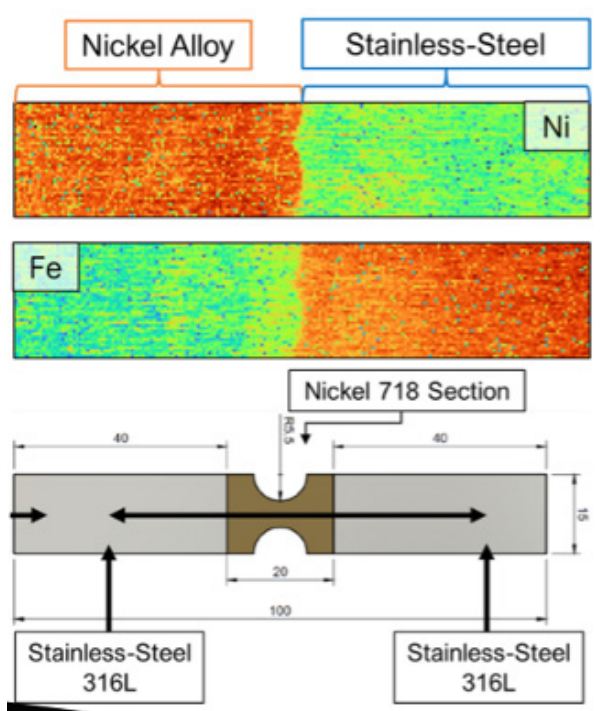 Nickel Alloy
Stainless-Steel
Ni
Fe
Nickel 718 Section
40
R5.5
40
15
20
100
Stainless-Steel
316L
Stainless-Steel
316L